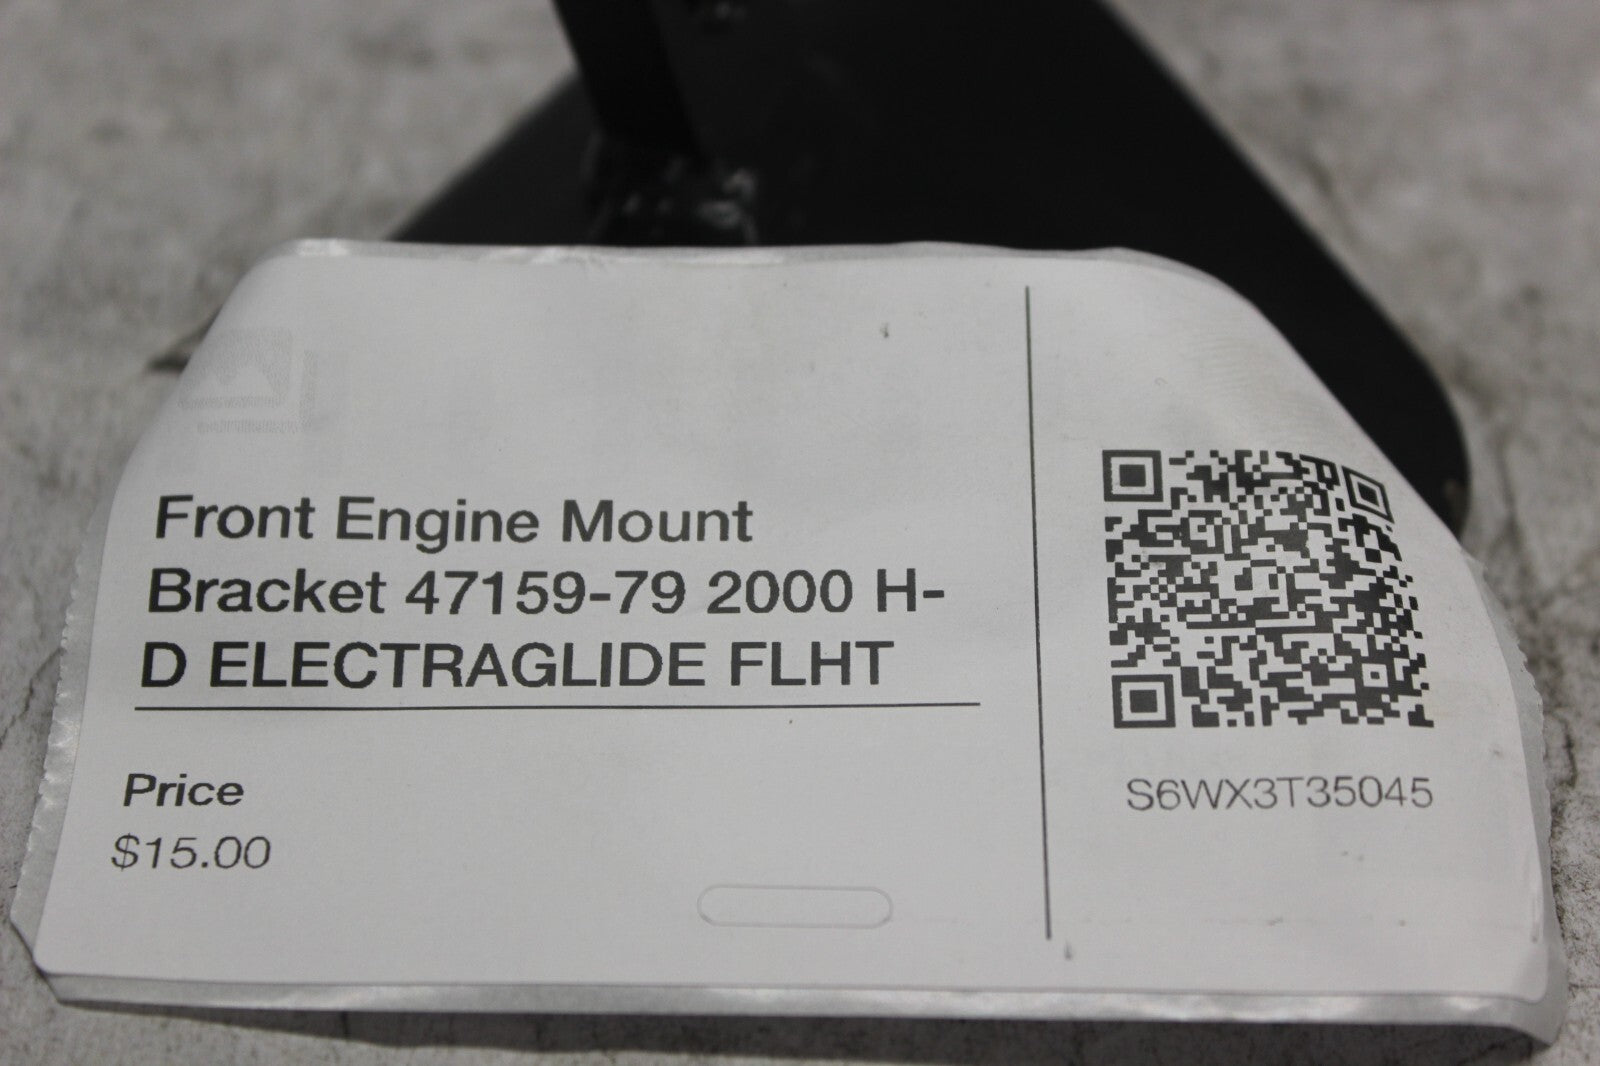 Front Engine Mount
Bracket 47159-79 2000 H-
D ELECTRAGLIDE FLHT
Price
$15.00
S6WX3T35045